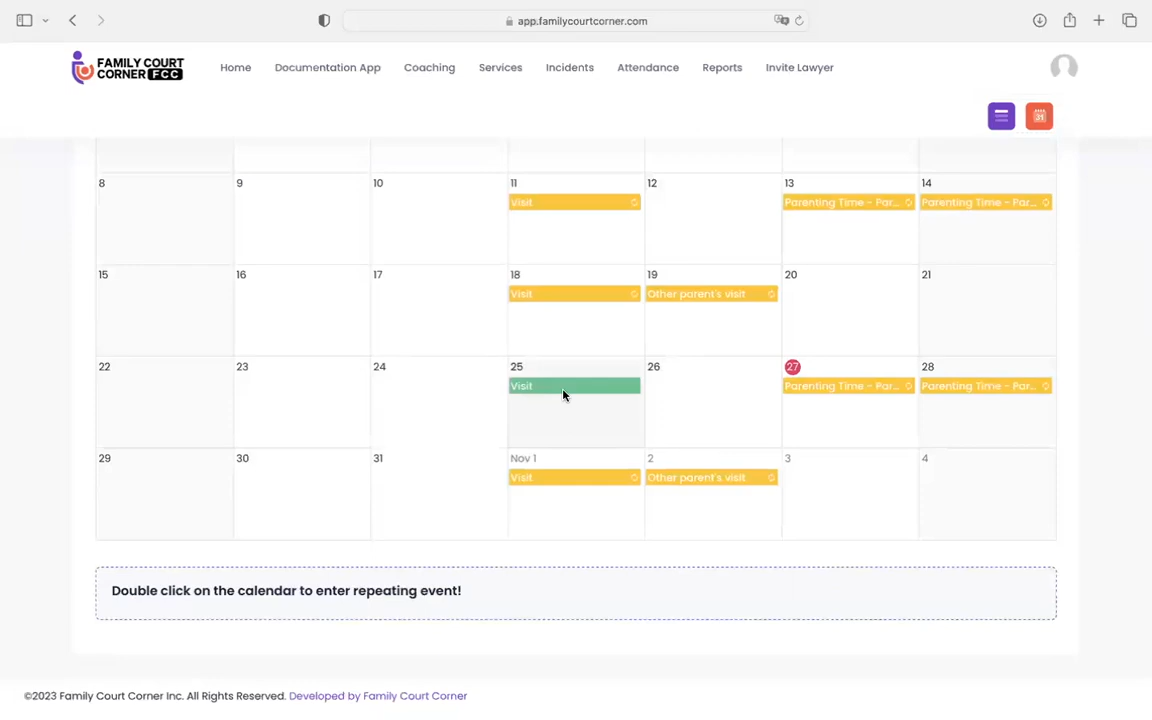 app.familycourtcorner.com
FAMILY COURT
CORNER FCC
Home Documentation App Coaching Services Incidents Attendance Reports Invite Lawyer
31
8 9 10 11 12 13 14
Visit Parenting Time - Par... Parenting Time - Par...
15 16 17 18 19 20 21
Visit Other parent's visit
22 23 24 25 26 27 28
Visit Parenting Time - Par... Parenting Time - Par...
29 30 31 Nov 1 2 3 4
Visit Other parent's visit
Double click on the calendar to enter repeating event!
©2023 Family Court Corner Inc. All Rights Reserved. Developed by Family Court Corner